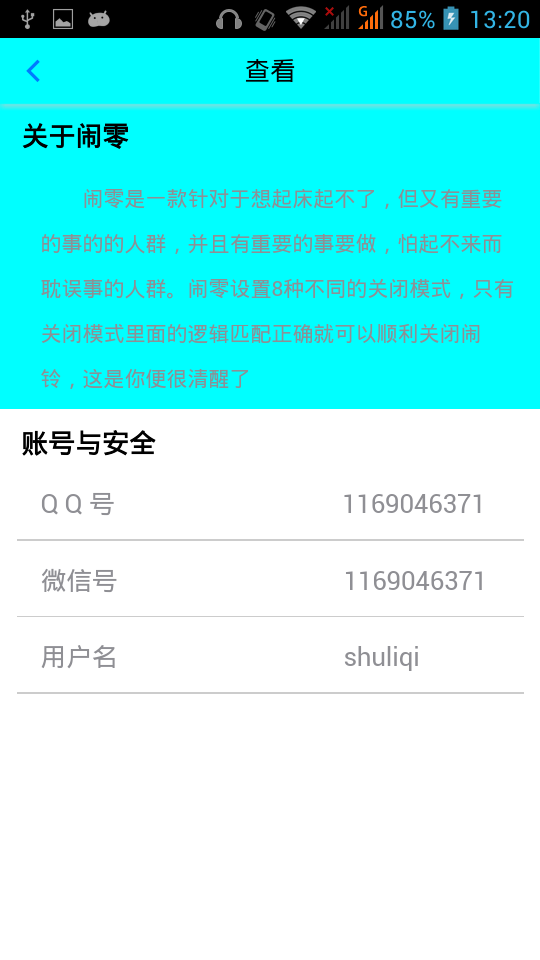 G 85% 13:20
查看
关于闹零
闹零是一款针对于想起床起不了，但又有重要
的事的的人群，并且有重要的事要做，怕起不来而
耽误事的人群。闹零设置8种不同的关闭模式，只有
关闭模式里面的逻辑匹配正确就可以顺利关闭闹
铃，这是你便很清醒了
账号与安全
Q Q 号 1169046371
微信号 1169046371
用户名 shuliqi